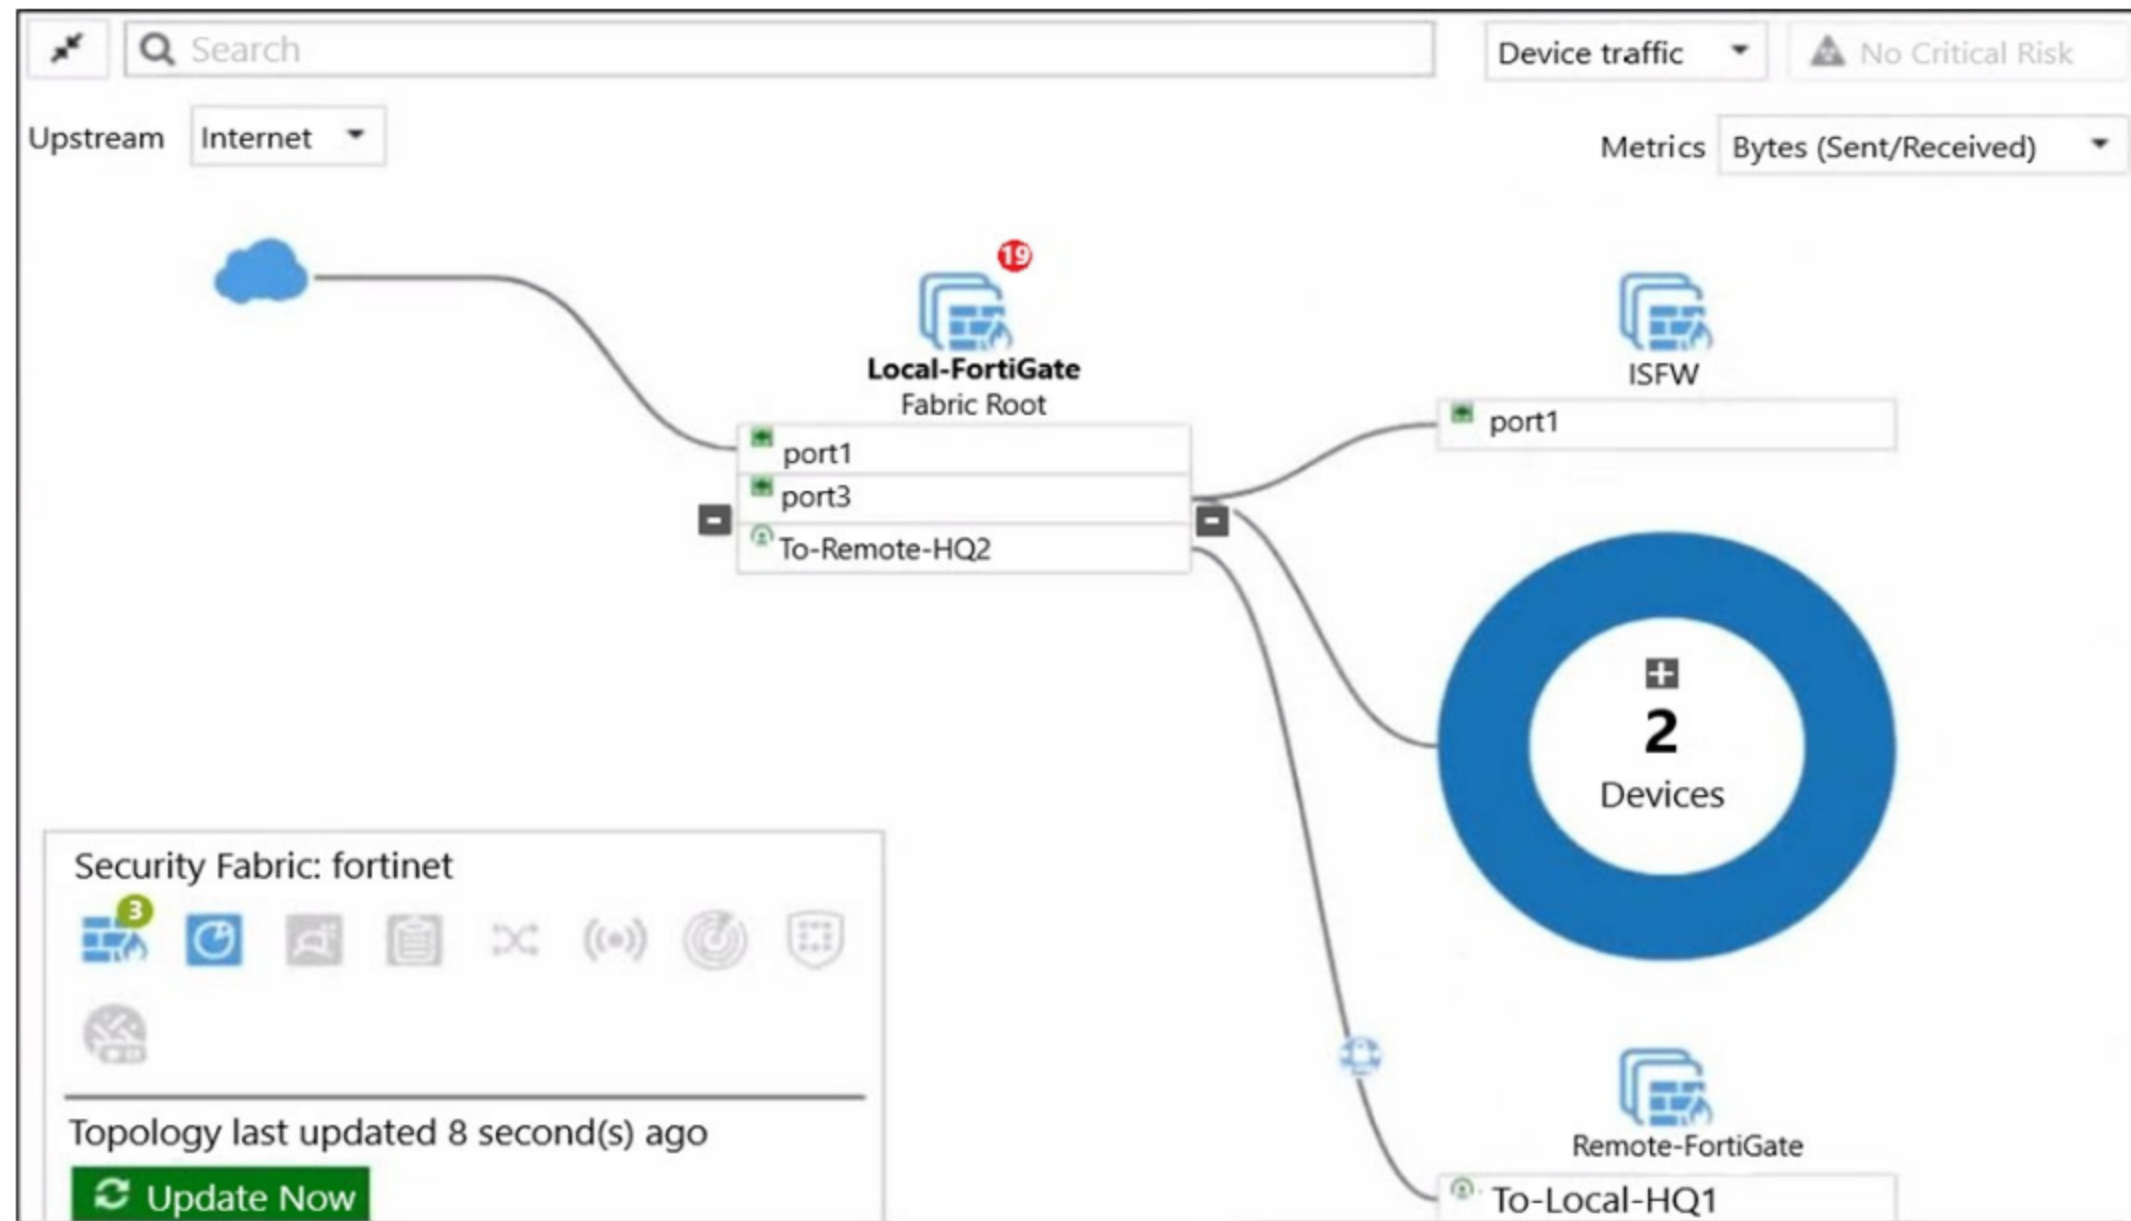 Search
Device traffic
No Critical Risk
Upstream
Internet
Metrics
Bytes (Sent/Received)
19
Local-FortiGate
Fabric Root
port1
port3
To-Remote-HQ2
ISFW
port1
2
Devices
Security Fabric: fortinet
3
Topology last updated 8 second(s) ago
Update Now
Remote-FortiGate
To-Local-HQ1